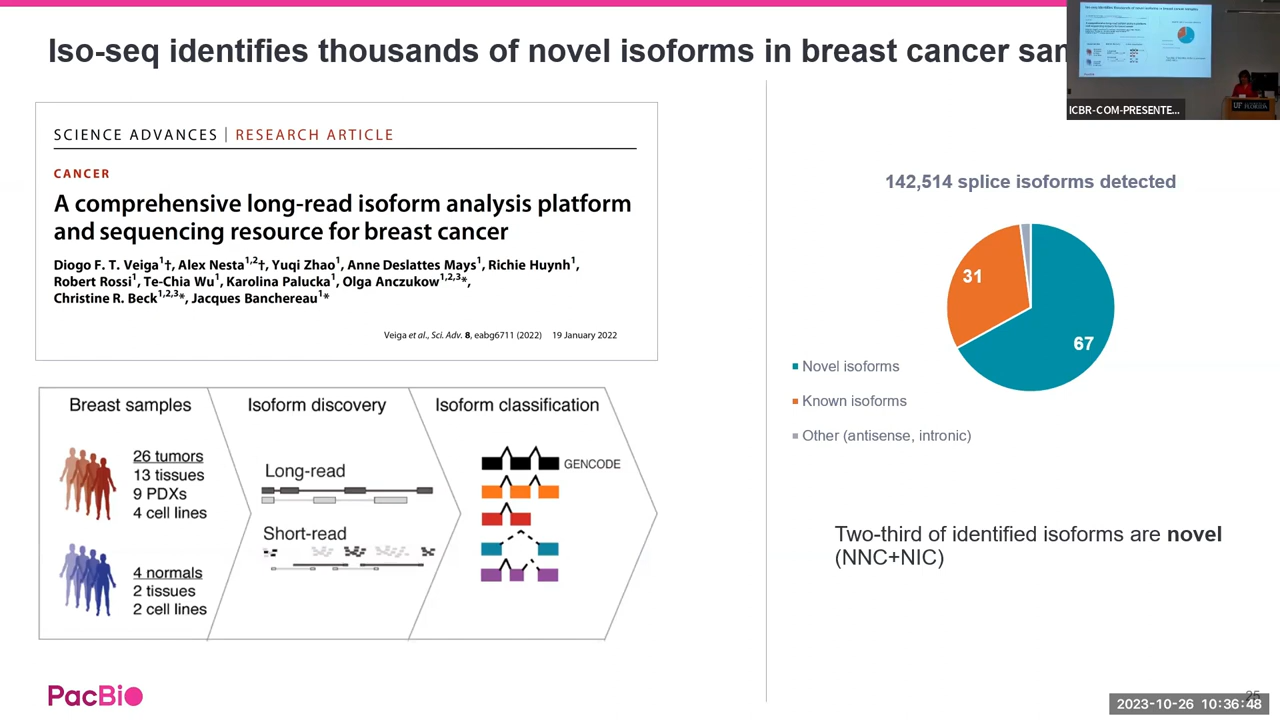 Iso-seq identifies thousands of novel isoforms in breast cancer san
ICBR-COM-PRESENTE...
SCIENCE ADVANCES | RESEARCH ARTICLE
CANCER
A comprehensive long-read isoform analysis platform
and sequencing resource for breast cancer
Diogo F. T. Veiga1†, Alex Nesta1,2†, Yuqi Zhao1, Anne Deslattes Mays1, Richie Huynh1,
Robert Rossi1, Te-Chia Wu1, Karolina Palucka1, Olga Anczukow1,2,3*,
Christine R. Beck1,2,3*, Jacques Banchereau1*
Veiga et al., Sci. Adv. 8, eabg6711 (2022) 19 January 2022
Breast samples
26 tumors
13 tissues
9 PDXs
4 cell lines
4 normals
2 tissues
2 cell lines
Isoform discovery
Long-read
Short-read
Isoform classification
GENCODE
142,514 splice isoforms detected
31
67
Novel isoforms
Known isoforms
Other (antisense, intronic)
Two-third of identified isoforms are novel
(NNC+NIC)
PacBio
25
2023-10-26 10:36:48